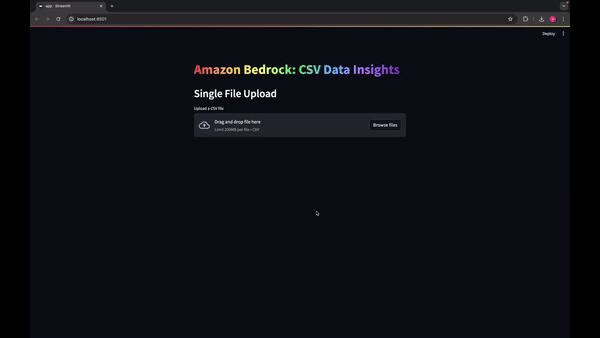 app · Streamlit
localhost:8501
Deploy
Amazon Bedrock: CSV Data Insights
Single File Upload
Upload a CSV file
Drag and drop file here
Limit 200MB per file • CSV
Browse files